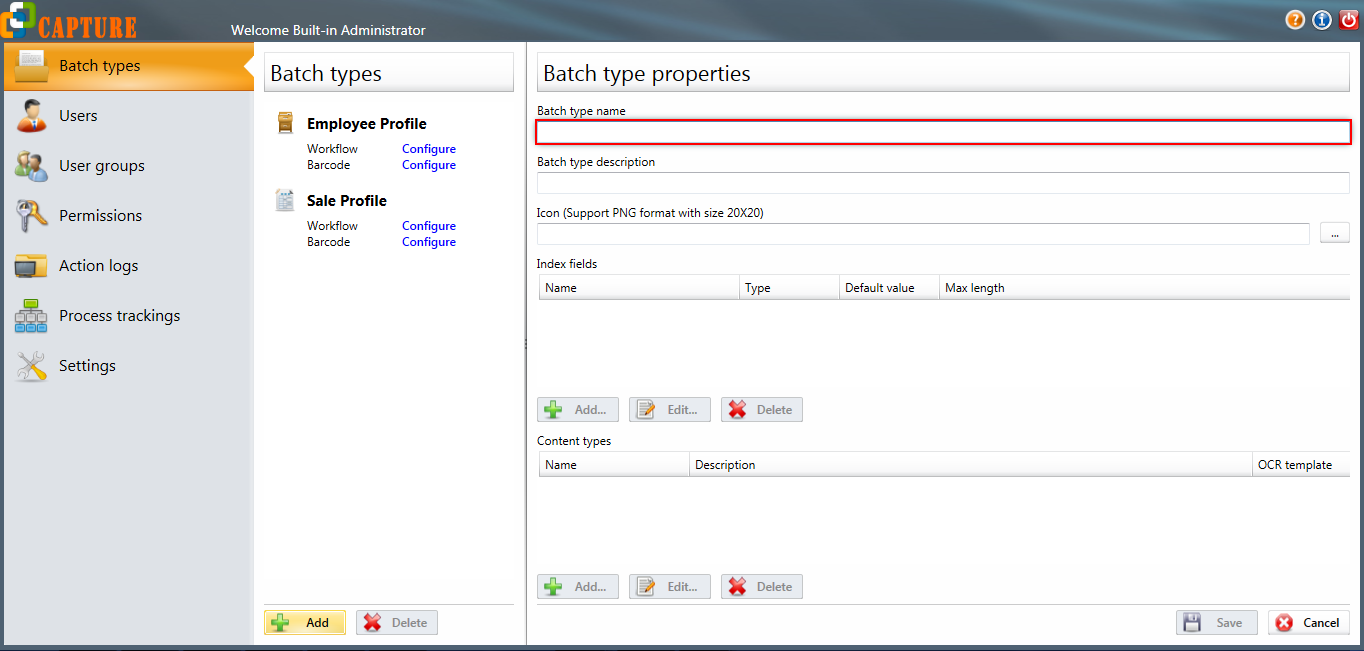 CAPTURE
Welcome Built-in Administrator
Batch types
Users
User groups
Permissions
Action logs
Process trackings
Settings
Batch types
Employee Profile
Workflow Configure
Barcode Configure
Sale Profile
Workflow Configure
Barcode Configure
Add Delete
Batch type properties
Batch type name
Batch type description
Icon (Support PNG format with size 20X20)
...
Index fields
Name Type Default value Max length
Add... Edit... Delete
Content types
Name Description OCR template
Add... Edit... Delete
Save Cancel